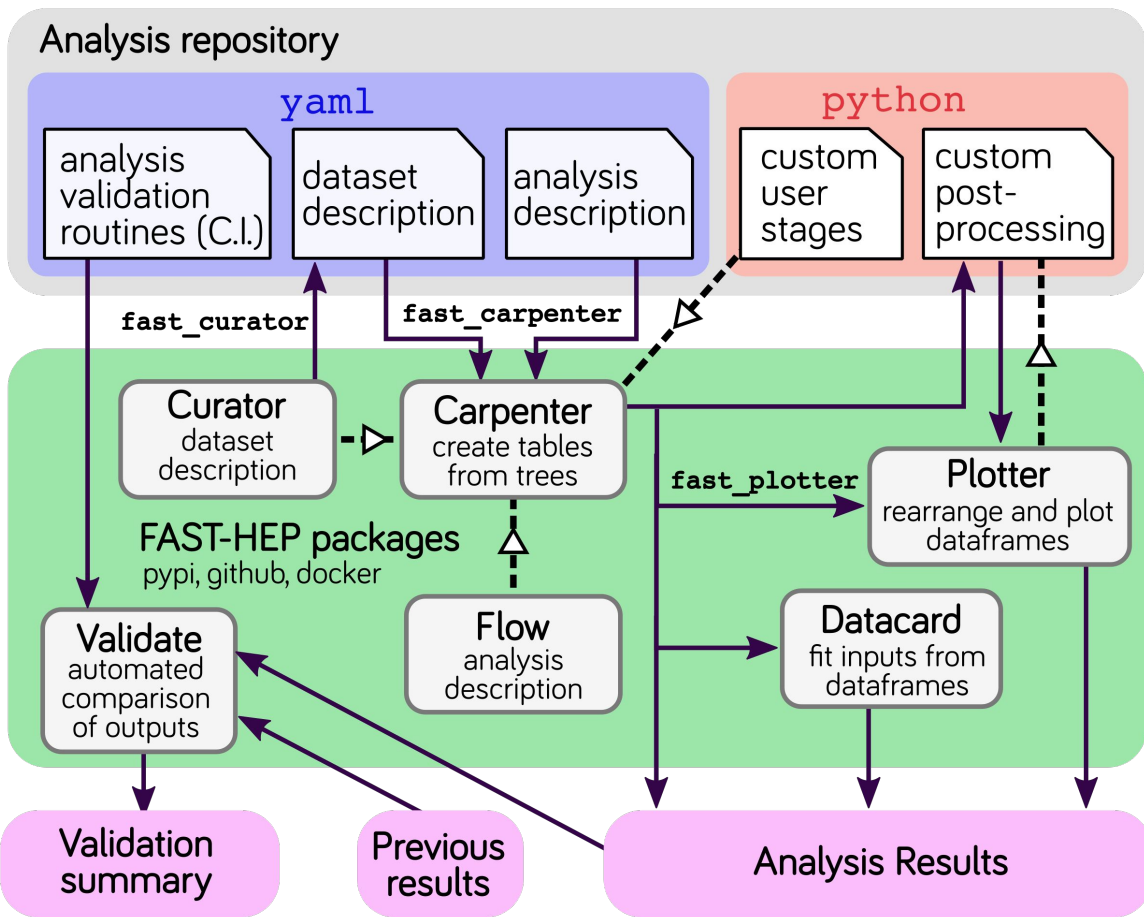 Analysis repository
yaml
python
analysis
validation
routines (C.I.)
dataset
description
analysis
description
custom
user
stages
custom
post-
processing
fast_curator
fast_carpenter
Curator
dataset
description
Carpenter
create tables
from trees
fast_plotter
Plotter
rearrange and plot
dataframes
FAST-HEP packages
pypi, github, docker
Validate
automated
comparison
of outputs
Flow
analysis
description
Datacard
fit inputs from
dataframes
Validation
summary
Previous
results
Analysis Results